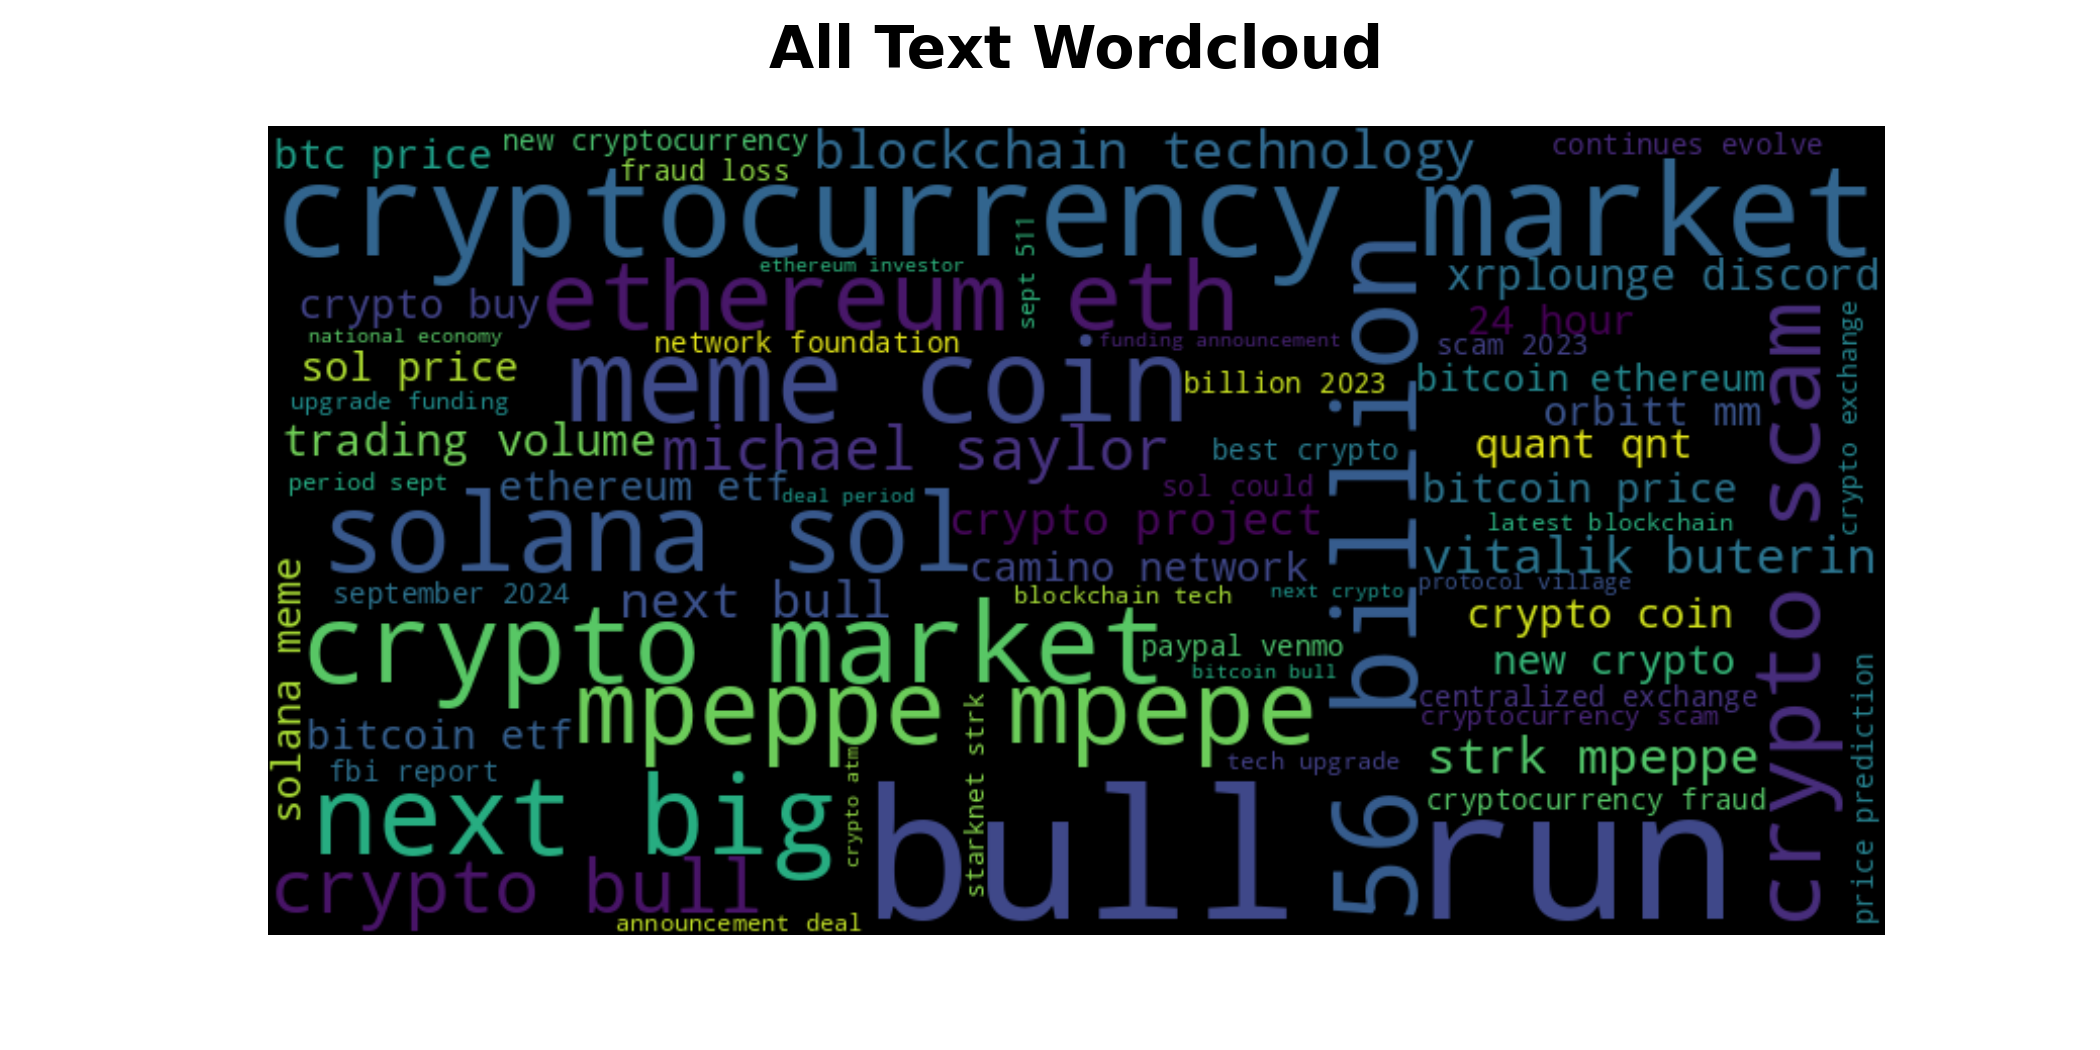 All Text Wordcloud
btc price
new cryptocurrency
fraud loss
blockchain technology
continues evolve
cryptocurrency market
sept 511
ethereum investor
ethereum eth
crypto buy
xrplounge discord
24 hour
national economy
network foundation
funding announcement
scam 2023
sol price
meme coin
billion 2023
bitcoin ethereum
upgrade funding
orbitt mm
trading volume
michael saylor
best crypto
quant qnt
crypto exchange
period sept
ethereum etf
deal period
sol could
bitcoin price
solana sol
crypto project
latest blockchain
camino network
vitalik buterin
september 2024
next bull
blockchain tech
next crypto
protocol village
56 billion
crypto scam
solana meme
crypto market
paypal venmo
crypto coin
bitcoin bull
new crypto
mpeppe mpepe
centralized exchange
cryptocurrency scam
bitcoin etf
starknet strk
tech upgrade
strk mpeppe
fbi report
crypto atm
cryptocurrency fraud
price prediction
next big
bull run
crypto bull
announcement deal